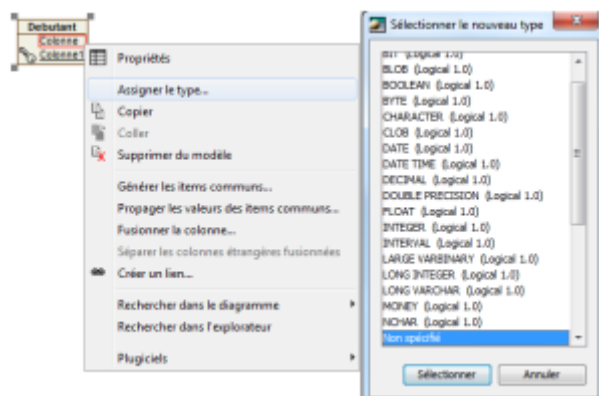 Debutant
Colonne
Colonne1
Propriétés
Assigner le type...
Copier
Coller
Supprimer du modèle
Générer les items communs...
Propager les valeurs des items communs...
Fusionner la colonne...
Séparer les colonnes étrangères fusionnées
Créer un lien...
Rechercher dans le diagramme
Rechercher dans l'explorateur
Plugiciels
Sélectionner le nouveau type
BIT (Logical 1.0)
BLOB (Logical 1.0)
BOOLEAN (Logical 1.0)
BYTE (Logical 1.0)
CHARACTER (Logical 1.0)
CLOB (Logical 1.0)
DATE (Logical 1.0)
DATE TIME (Logical 1.0)
DECIMAL (Logical 1.0)
DOUBLE PRECISION (Logical 1.0)
FLOAT (Logical 1.0)
INTEGER (Logical 1.0)
INTERVAL (Logical 1.0)
LARGE VARBINARY (Logical 1.0)
LONG INTEGER (Logical 1.0)
LONG VARCHAR (Logical 1.0)
MONEY (Logical 1.0)
NCHAR (Logical 1.0)
Non spécifié
Sélectionner
Annuler